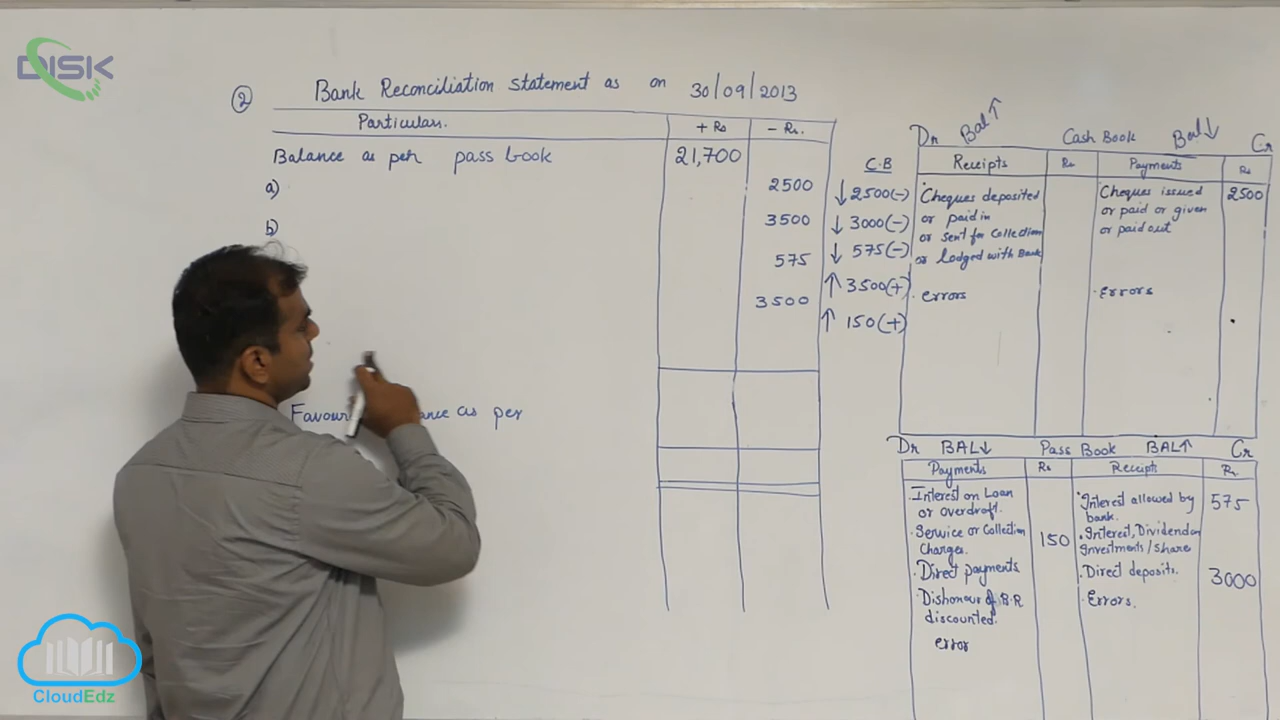 DISK
② Bank Reconciliation Statement as on 30/09/2013
Particulars. + Rs - Rs.
Balance as per pass book 21,700
a) 2500
b) 3500
575
3500
Favour ance as per
C.B
↓ 2500(-)
↓ 3000(-)
↓ 575(-)
↑ 3500(+)
↑ 150(+)
Dr Bal↑ Cash Book Bal↓ Cr
Receipts Rs Payments Rs
Cheques deposited
or paid in
or sent for collection
or lodged with Bank
. Errors
Cheques issued 2500
or paid or given
or paid out
. Errors
Dr BAL↓ Pass Book BAL↑ Cr
Payments Rs Receipts Rs.
. Interest on Loan
or overdraft.
. Service or Collection 150
Charges.
. Direct payments
. Dishonour of B.R
discounted.
error
. Interest allowed by 575
bank.
. Interest, Dividend on
Investments/Share
. Direct deposits. 3000
. Errors.
CloudEdz